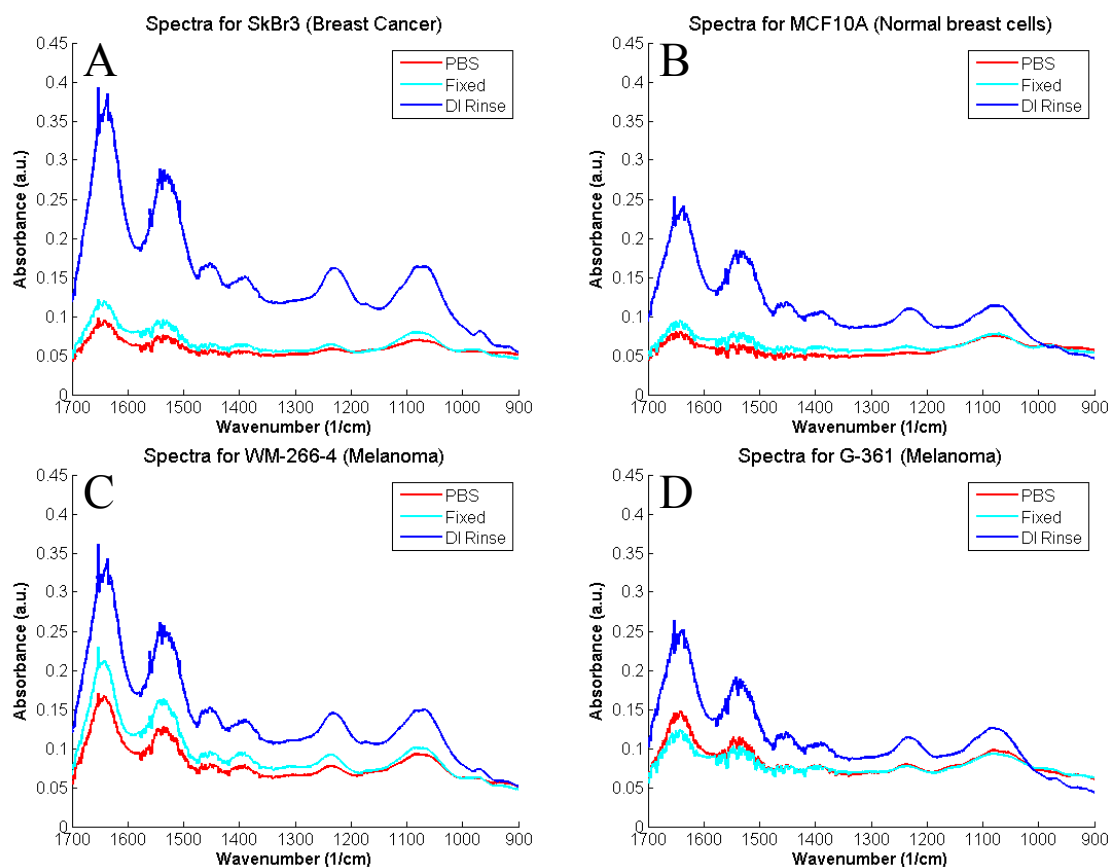 Spectra for SkBr3 (Breast Cancer)
A
PBS
Fixed
DI Rinse
0.45
0.4
0.35
0.3
0.25
0.2
0.15
0.1
0.05
0
Absorbance (a.u.)
1700 1600 1500 1400 1300 1200 1100 1000 900
Wavenumber (1/cm)
Spectra for MCF10A (Normal breast cells)
B
PBS
Fixed
DI Rinse
0.45
0.4
0.35
0.3
0.25
0.2
0.15
0.1
0.05
0
Absorbance (a.u.)
1700 1600 1500 1400 1300 1200 1100 1000 900
Wavenumber (1/cm)
Spectra for WM-266-4 (Melanoma)
C
PBS
Fixed
DI Rinse
0.45
0.4
0.35
0.3
0.25
0.2
0.15
0.1
0.05
0
Absorbance (a.u.)
1700 1600 1500 1400 1300 1200 1100 1000 900
Wavenumber (1/cm)
Spectra for G-361 (Melanoma)
D
PBS
Fixed
DI Rinse
0.45
0.4
0.35
0.3
0.25
0.2
0.15
0.1
0.05
0
Absorbance (a.u.)
1700 1600 1500 1400 1300 1200 1100 1000 900
Wavenumber (1/cm)